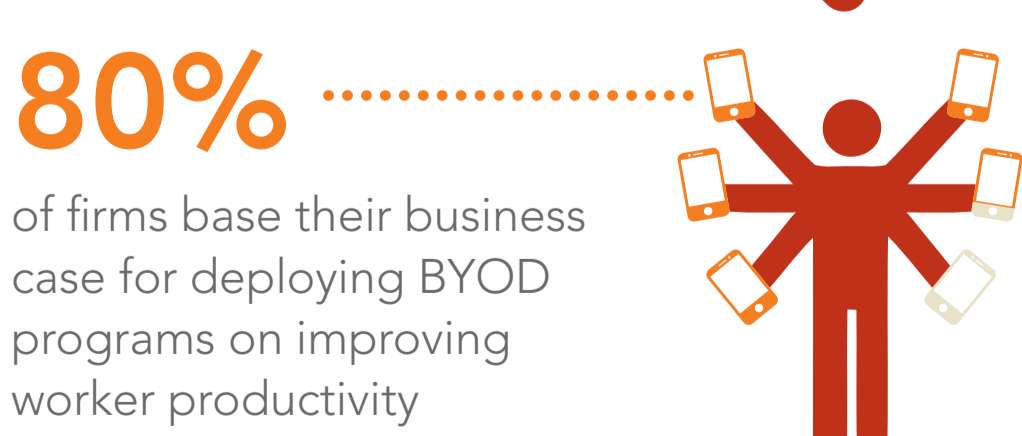 80%
of firms base their business
case for deploying BYOD
programs on improving
worker productivity